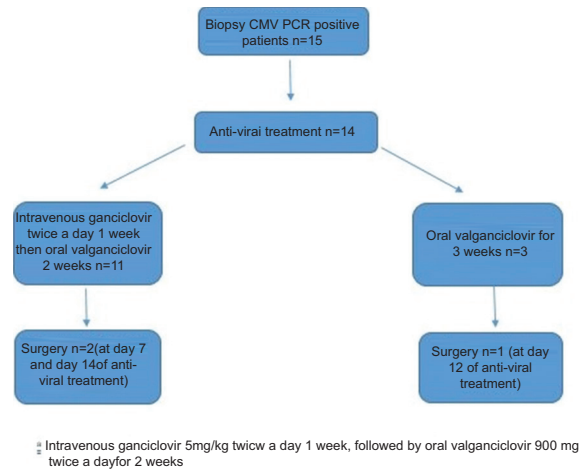 Biopsy CMV PCR positive
patients n=15
Anti-virai treatment n=14
Intravenous ganciclovir
twice a day 1 week
then oral valganciclovir
2 weeks n=11
Oral valganciclovir for
3 weeks n=3
Surgery n=2(at day 7
and day 14of anti-
viral treatment)
Surgery n=1 (at day
12 of anti-viral
treatment)
Intravenous ganciclovir 5mg/kg twicw a day 1 week, followed by oral valganciclovir 900 mg
twice a dayfor 2 weeks